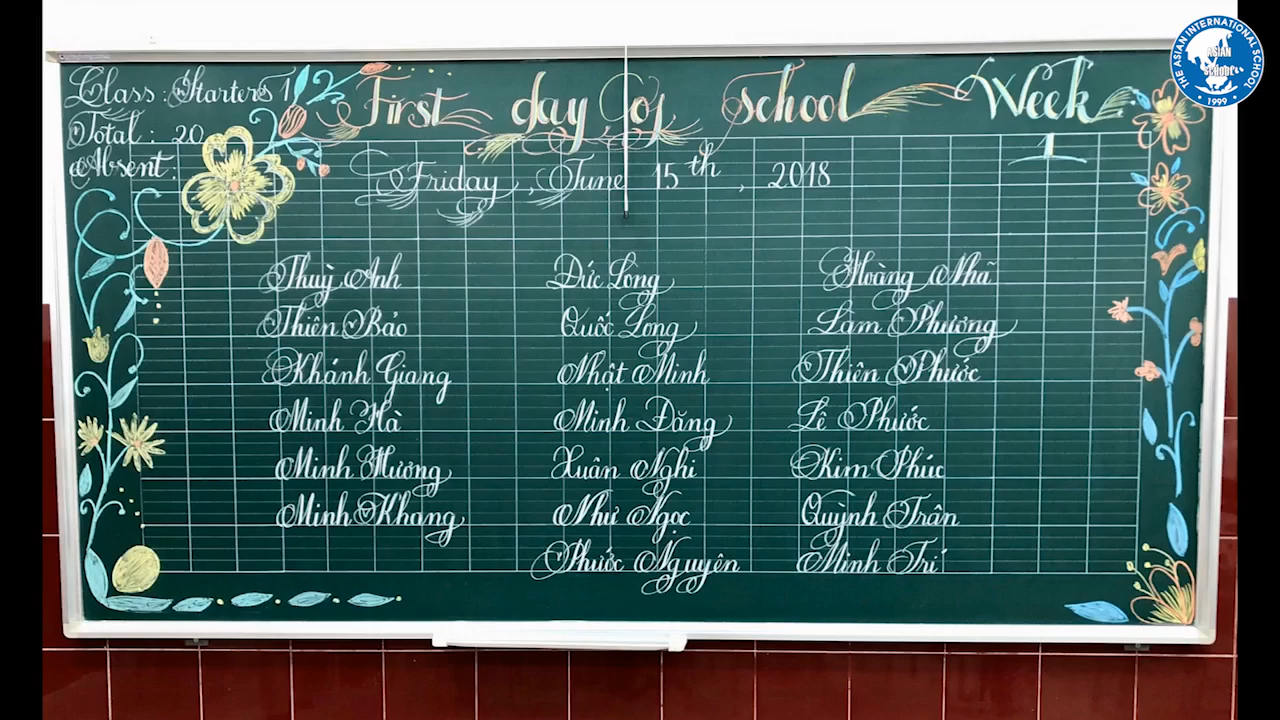 Class : Starters 1
Total : 20
Absent :
First day of school Week 1
Friday, June 15th, 2018
Thuỳ Anh Đức Long Hoàng Nhã
Thiên Bảo Quốc Long Lâm Phương
Khánh Giang Nhật Minh Thiên Phước
Minh Hà Minh Đăng Lê Phước
Minh Hương Xuân Nghi Kim Phúc
Minh Khang Như Ngọc Quỳnh Trân
Phước Nguyên Minh Trí
THE ASIAN INTERNATIONAL SCHOOL
ASIAN SCHOOL
• 1999 •